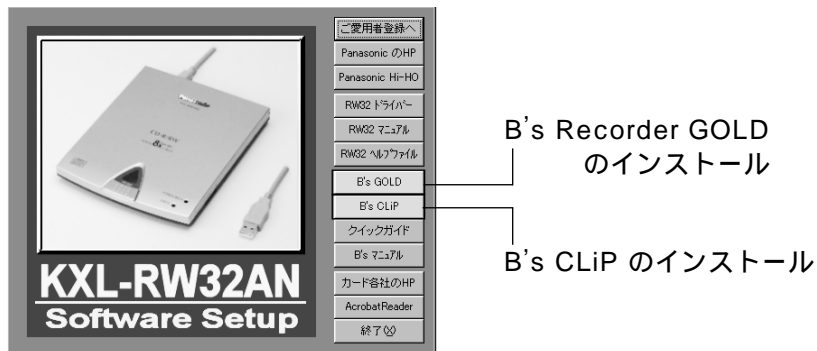 ご愛用者登録へ
Panasonic のHP
Panasonic Hi-HO
RW32 ドライバー
RW32 マニュアル
RW32 ヘルプファイル
B's GOLD
B's CLiP
クイックガイド
B's マニュアル
カード各社のHP
AcrobatReader
終了(X)
Panasonic
CD-R/RW
8x
KXL-RW32AN
Software Setup
B's Recorder GOLD
のインストール
B's CLiP のインストール